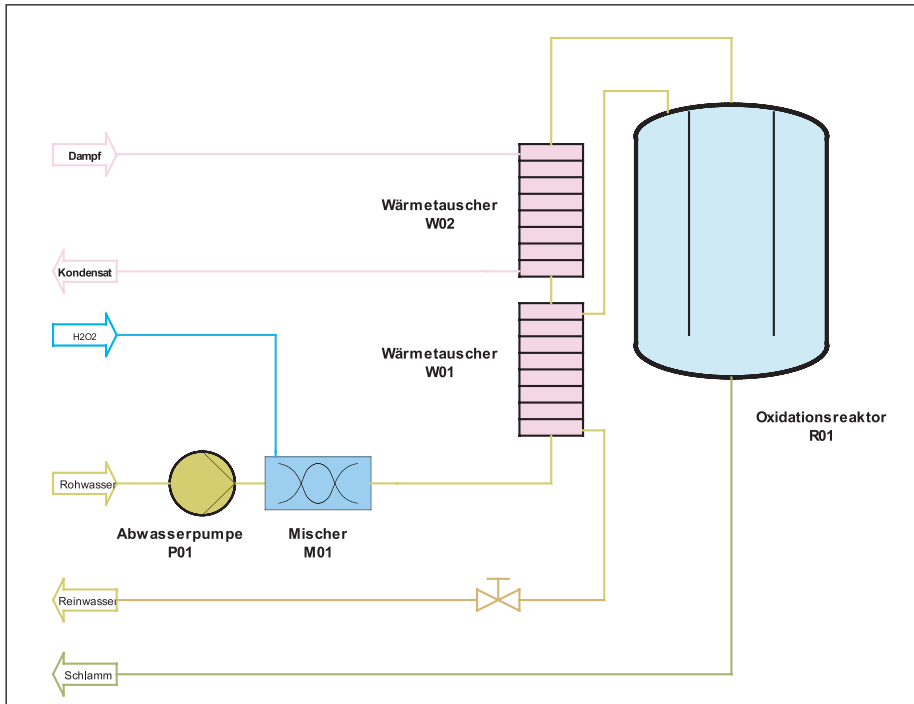 Dampf
Wärmetauscher
W02
Kondensat
H2O2
Wärmetauscher
W01
Oxidationsreaktor
R01
Rohwasser
Abwasserpumpe
P01
Mischer
M01
Reinwasser
Schlamm